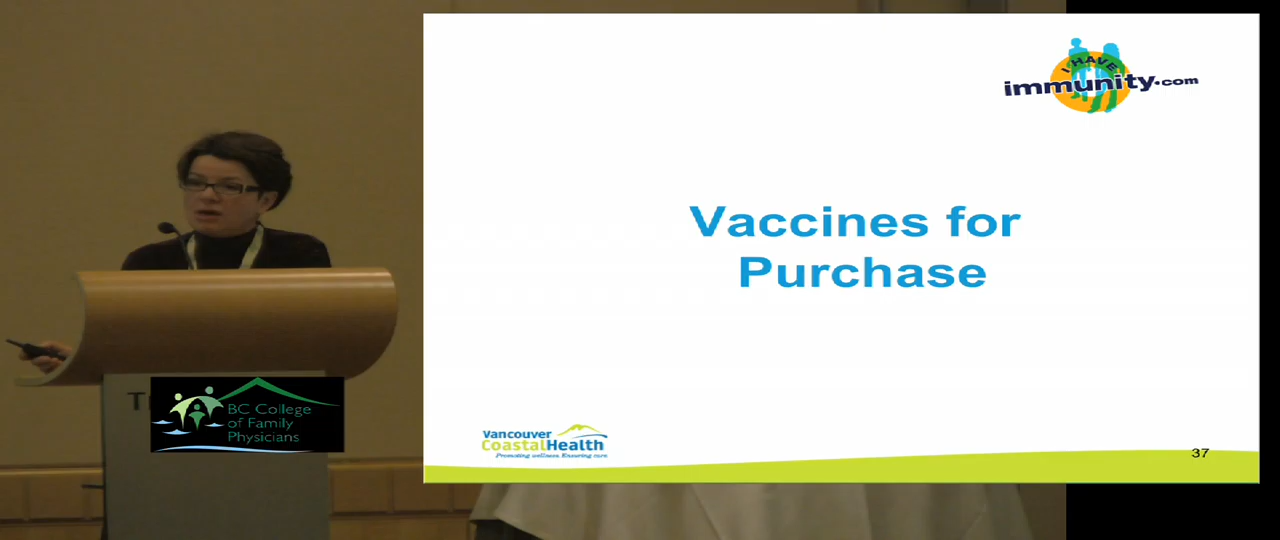 I HAVE
immunity.com
Vaccines for
Purchase
Vancouver
CoastalHealth
Promoting wellness. Ensuring care.
37
BC College
of Family
Physicians